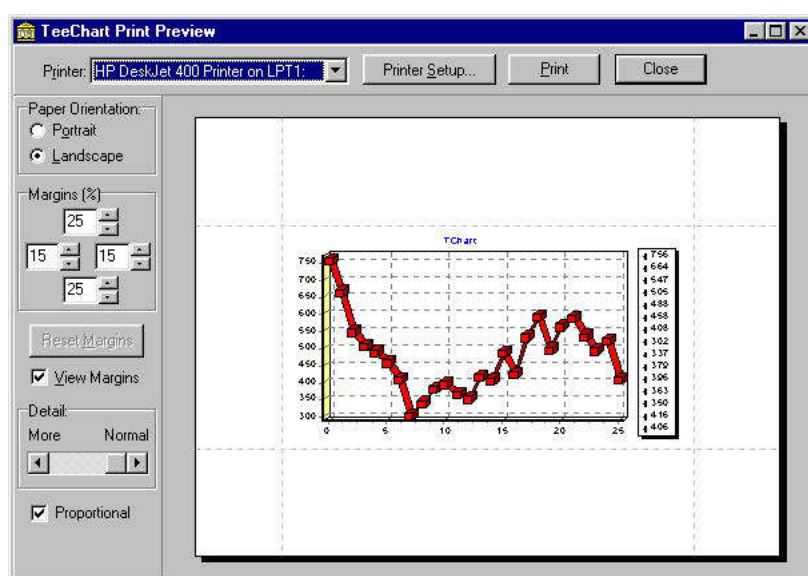 TeeChart Print Preview
Printer: HP DeskJet 400 Printer on LPT1: Printer Setup... Print Close
Paper Orientation:
Portrait
Landscape
Margins (%)
25
15 15
25
Reset Margins
View Margins
Detail:
More Normal
Proportional
TChart
750
700
650
600
550
500
450
400
350
300
0 5 10 15 20 25
756
664
547
505
488
458
408
302
337
379
396
363
350
416
406